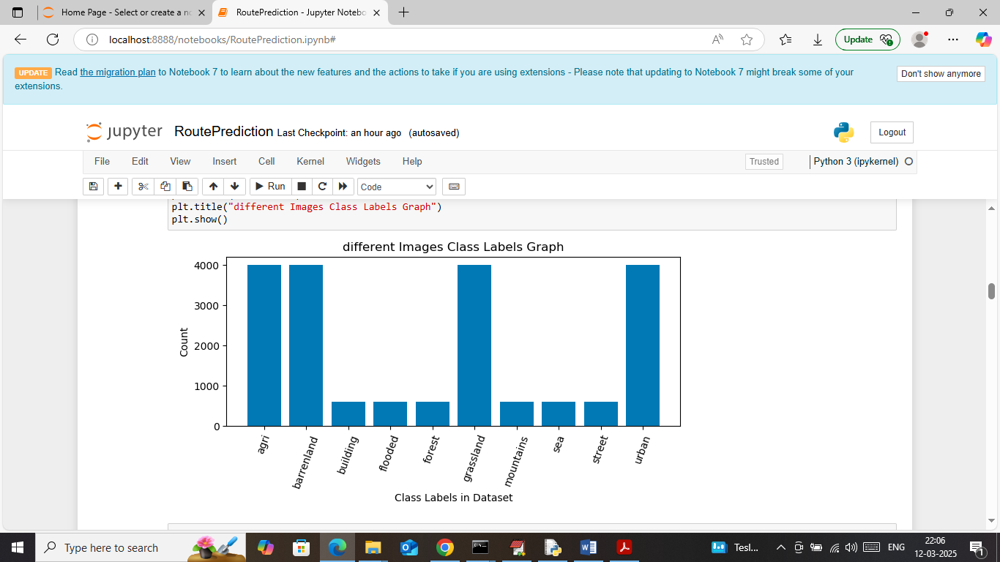 Home Page - Select or create a no
RoutePrediction - Jupyter Notebo
localhost:8888/notebooks/RoutePrediction.ipynb#
Update
UPDATE Read the migration plan to Notebook 7 to learn about the new features and the actions to take if you are using extensions - Please note that updating to Notebook 7 might break some of your
extensions.
Don't show anymore
jupyter RoutePrediction Last Checkpoint: an hour ago (autosaved)
Logout
File Edit View Insert Cell Kernel Widgets Help
Trusted
Python 3 (ipykernel)
Run
Code
plt.title("different Images Class Labels Graph")
plt.show()
different Images Class Labels Graph
4000
3000
2000
1000
0
Count
agri
barrenland
building
flooded
forest
grassland
mountains
sea
street
urban
Class Labels in Dataset
Type here to search
Tesl...
ENG
22:06
12-03-2025
1